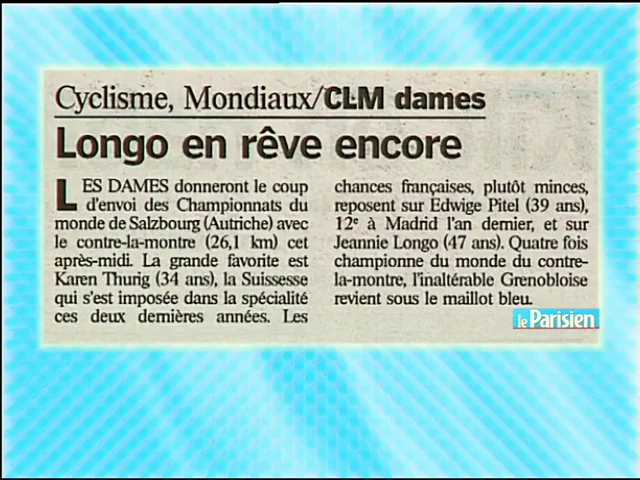 Cyclisme, Mondiaux/CLM dames
Longo en rêve encore
LES DAMES donneront le coup
d'envoi des Championnats du
monde de Salzbourg (Autriche) avec
le contre-la-montre (26,1 km) cet
après-midi. La grande favorite est
Karen Thurig (34 ans), la Suissesse
qui s'est imposée dans la spécialité
ces deux dernières années. Les
chances françaises, plutôt minces,
reposent sur Edwige Pitel (39 ans),
12e à Madrid l'an dernier, et sur
Jeannie Longo (47 ans). Quatre fois
championne du monde du contre-
la-montre, l'inaltérable Grenobloise
revient sous le maillot bleu.
le Parisien